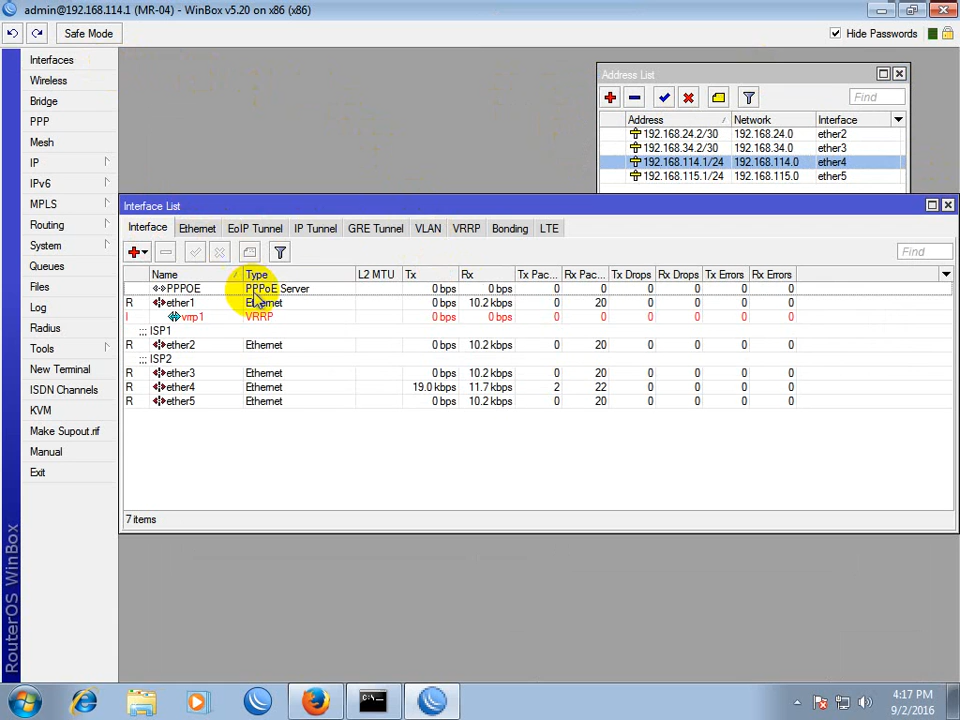 admin@192.168.114.1 (MR-04) - WinBox v5.20 on x86 (x86)
Safe Mode
Hide Passwords
Interfaces
Wireless
Bridge
PPP
Mesh
IP
IPv6
MPLS
Routing
System
Queues
Files
Log
Radius
Tools
New Terminal
ISDN Channels
KVM
Make Supout.rif
Manual
Exit
RouterOS WinBox
Address List
Find
Address Network Interface
192.168.24.2/30 192.168.24.0 ether2
192.168.34.2/30 192.168.34.0 ether3
192.168.114.1/24 192.168.114.0 ether4
192.168.115.1/24 192.168.115.0 ether5
Interface List
Interface Ethernet EoIP Tunnel IP Tunnel GRE Tunnel VLAN VRRP Bonding LTE
Find
Name Type L2 MTU Tx Rx Tx Pac... Rx Pac... Tx Drops Rx Drops Tx Errors Rx Errors
PPPOE PPPoE Server 0 bps 0 bps 0 0 0 0 0 0
R ether1 Ethernet 0 bps 10.2 kbps 0 20 0 0 0 0
I vrrp1 VRRP 0 bps 0 bps 0 0 0 0 0 0
;;; ISP1
R ether2 Ethernet 0 bps 10.2 kbps 0 20 0 0 0 0
;;; ISP2
R ether3 Ethernet 0 bps 10.2 kbps 0 20 0 0 0 0
R ether4 Ethernet 19.0 kbps 11.7 kbps 2 22 0 0 0 0
R ether5 Ethernet 0 bps 10.2 kbps 0 20 0 0 0 0
7 items
4:17 PM
9/2/2016